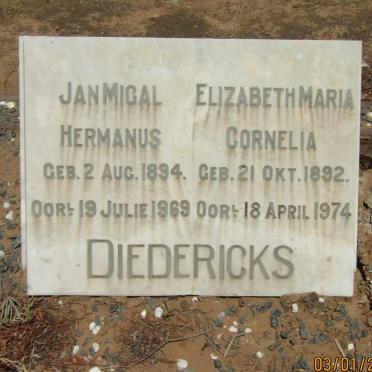 JAN MIGAL
HERMANUS
GEB. 2 AUG. 1894.
OORL 19 JULIE 1969
ELIZABETH MARIA
CORNELIA
GEB. 21 OKT. 1892.
OORL 18 APRIL 1974
DIEDERICKS
03/01/2